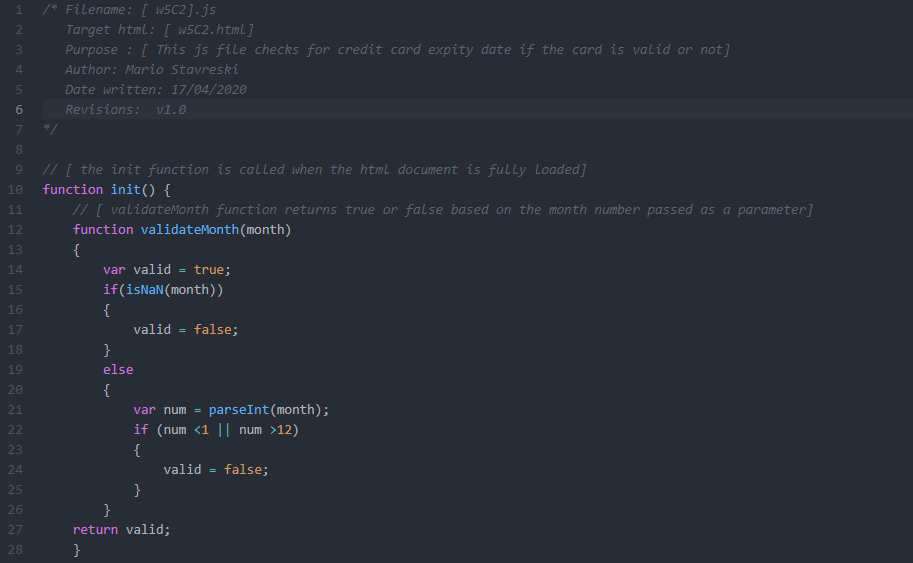 1 /* Filename: [ w5C2].js
2 Target html: [ w5C2.html]
3 Purpose : [ This js file checks for credit card expity date if the card is valid or not]
4 Author: Mario Stavreski
5 Date written: 17/04/2020
6 Revisions:  v1.0
7 */
8
9 // [ the init function is called when the html document is fully loaded]
10 function init() {
11 // [ validateMonth function returns true or false based on the month number passed as a parameter]
12 function validateMonth(month)
13 {
14 var valid = true;
15 if(isNaN(month))
16 {
17 valid = false;
18 }
19 else
20 {
21 var num = parseInt(month);
22 if (num <1 || num >12)
23 {
24 valid = false;
25 }
26 }
27 return valid;
28 }